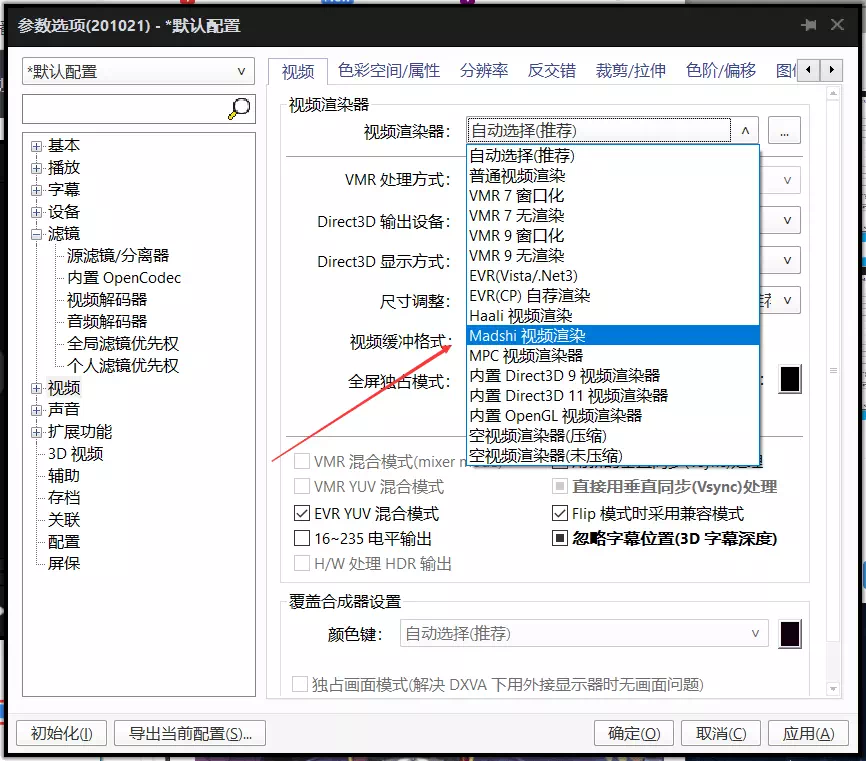 参数选项(201021) - *默认配置
*默认配置
视频 色彩空间/属性 分辨率 反交错 裁剪/拉伸 色阶/偏移
基本
播放
字幕
设备
滤镜
源滤镜/分离器
内置 OpenCodec
视频解码器
音频解码器
全局滤镜优先权
个人滤镜优先权
视频
声音
扩展功能
3D 视频
辅助
存档
关联
配置
屏保
视频渲染器
视频渲染器: 自动选择(推荐) ...
VMR 处理方式:
Direct3D 输出设备:
Direct3D 显示方式:
尺寸调整:
视频缓冲格式:
全屏独占模式:
自动选择(推荐)
普通视频渲染
VMR 7 窗口化
VMR 7 无渲染
VMR 9 窗口化
VMR 9 无渲染
EVR(Vista/.Net3)
EVR(CP) 自荐渲染
Haali 视频渲染
Madshi 视频渲染
MPC 视频渲染器
内置 Direct3D 9 视频渲染器
内置 Direct3D 11 视频渲染器
内置 OpenGL 视频渲染器
空视频渲染器(压缩)
空视频渲染器(未压缩)
VMR 混合模式(mixer
VMR YUV 混合模式 直接用垂直同步(Vsync)处理
EVR YUV 混合模式 Flip 模式时采用兼容模式
16~235 电平输出 忽略字幕位置(3D 字幕深度)
H/W 处理 HDR 输出
覆盖合成器设置
颜色键: 自动选择(推荐)
独占画面模式(解决 DXVA 下用外接显示器时无画面问题)
初始化(I) 导出当前配置(S)... 确定(O) 取消(C) 应用(A)